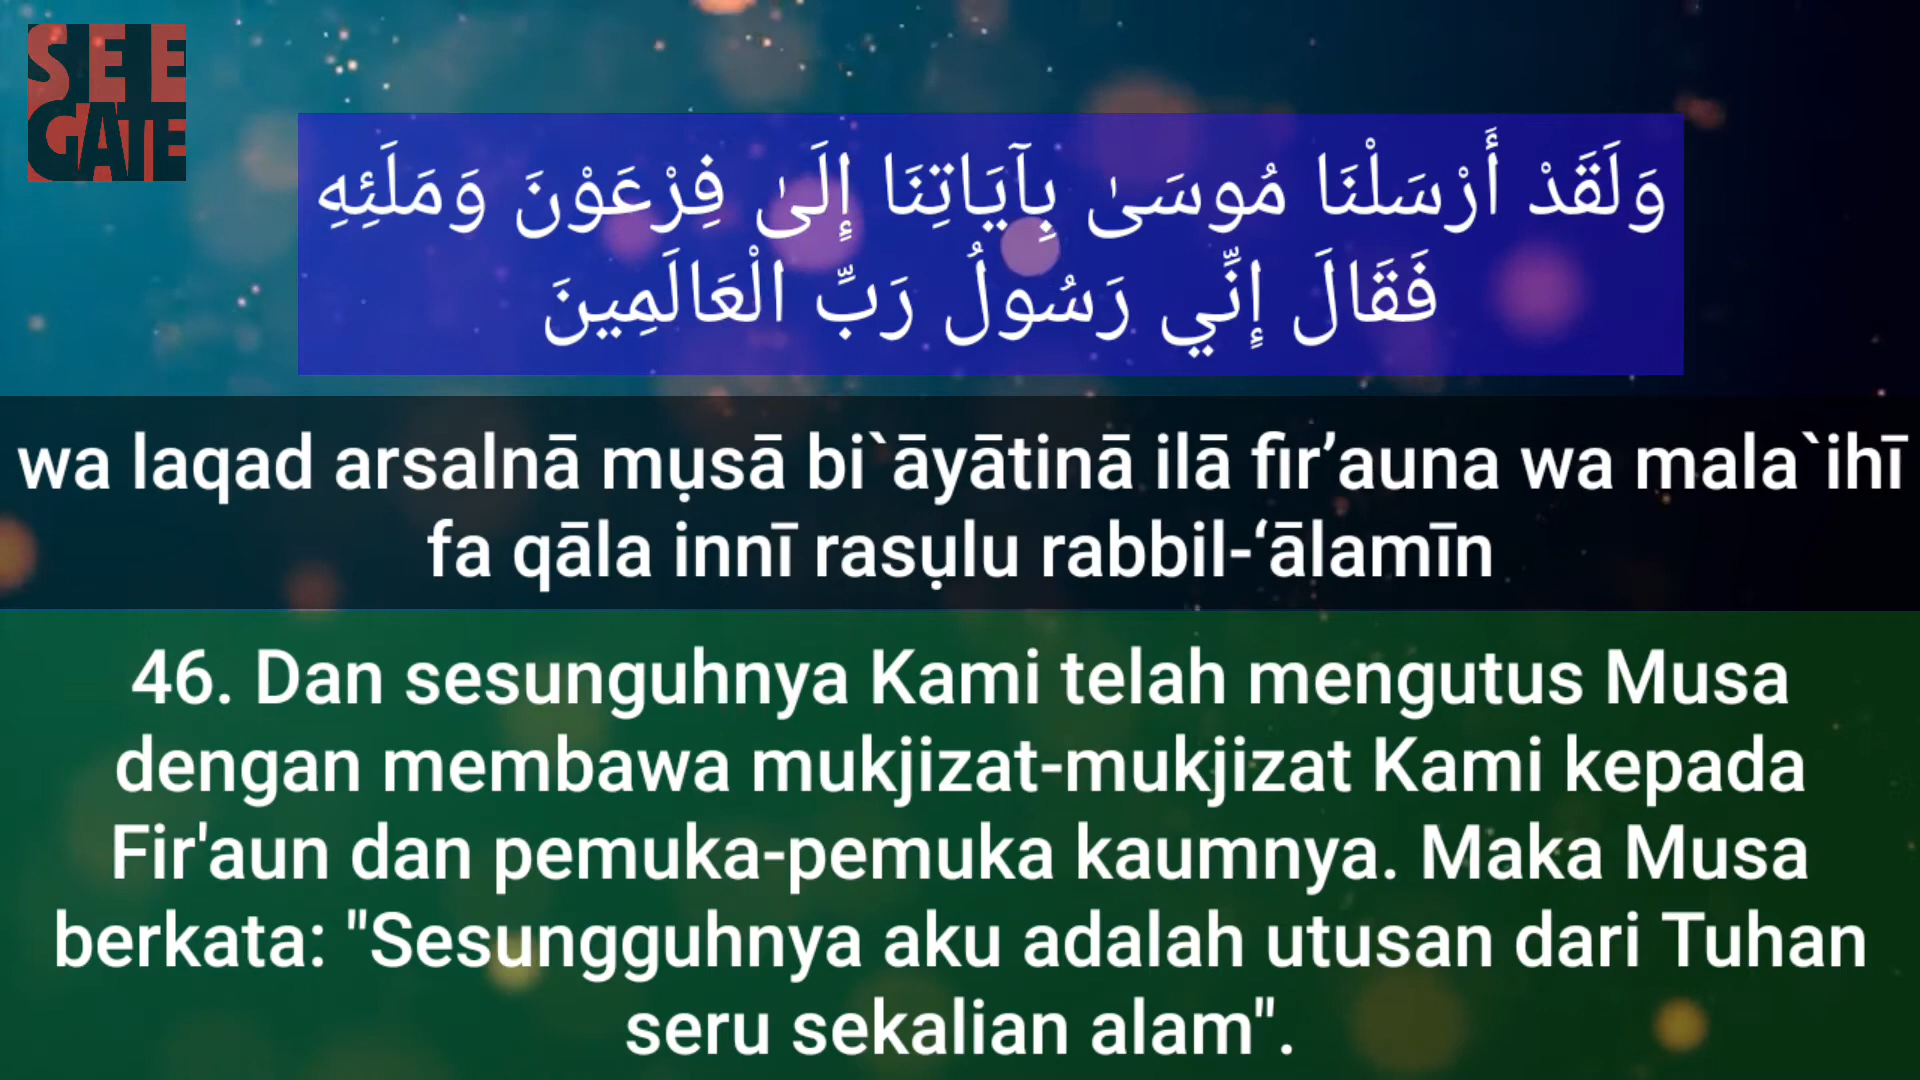 SEE
GATE
وَلَقَدْ أَرْسَلْنَا مُوسَىٰ بِآيَاتِنَا إِلَىٰ فِرْعَوْنَ وَمَلَئِهِ
فَقَالَ إِنِّي رَسُولُ رَبِّ الْعَالَمِينَ
wa laqad arsalnā mụsā bi`āyātinā ilā fir’auna wa mala`ihī
fa qāla innī rasụlu rabbil-‘ālamīn
46. Dan sesunguhnya Kami telah mengutus Musa
dengan membawa mukjizat-mukjizat Kami kepada
Fir'aun dan pemuka-pemuka kaumnya. Maka Musa
berkata: "Sesungguhnya aku adalah utusan dari Tuhan
seru sekalian alam".